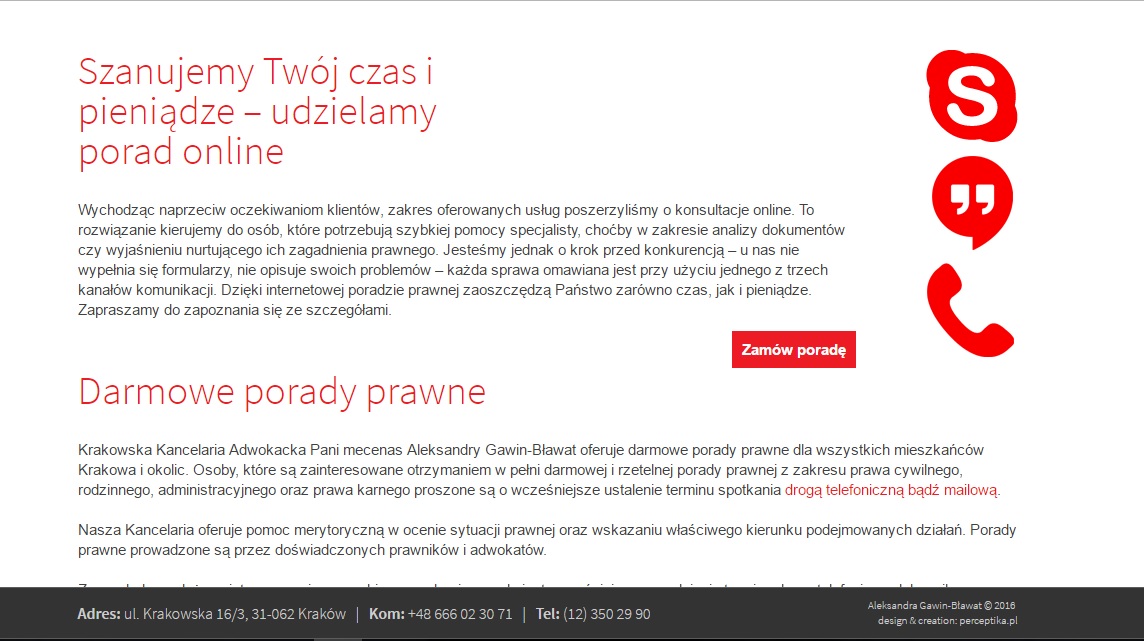 Szanujemy Twój czas i
pieniądze – udzielamy
porad online
Wychodząc naprzeciw oczekiwaniom klientów, zakres oferowanych usług poszerzyliśmy o konsultacje online. To
rozwiązanie kierujemy do osób, które potrzebują szybkiej pomocy specjalisty, choćby w zakresie analizy dokumentów
czy wyjaśnieniu nurtującego ich zagadnienia prawnego. Jesteśmy jednak o krok przed konkurencją – u nas nie
wypełnia się formularzy, nie opisuje swoich problemów – każda sprawa omawiana jest przy użyciu jednego z trzech
kanałów komunikacji. Dzięki internetowej poradzie prawnej zaoszczędzą Państwo zarówno czas, jak i pieniądze.
Zapraszamy do zapoznania się ze szczegółami.
Zamów poradę
Darmowe porady prawne
Krakowska Kancelaria Adwokacka Pani mecenas Aleksandry Gawin-Bławat oferuje darmowe porady prawne dla wszystkich mieszkańców
Krakowa i okolic. Osoby, które są zainteresowane otrzymaniem w pełni darmowej i rzetelnej porady prawnej z zakresu prawa cywilnego,
rodzinnego, administracyjnego oraz prawa karnego proszone są o wcześniejsze ustalenie terminu spotkania drogą telefoniczną bądź mailową.
Nasza Kancelaria oferuje pomoc merytoryczną w ocenie sytuacji prawnej oraz wskazaniu właściwego kierunku podejmowanych działań. Porady
prawne prowadzone są przez doświadczonych prawników i adwokatów.
Adres: ul. Krakowska 16/3, 31-062 Kraków | Kom: +48 666 02 30 71 | Tel: (12) 350 29 90
Aleksandra Gawin-Bławat © 2016
design & creation: perceptika.pl